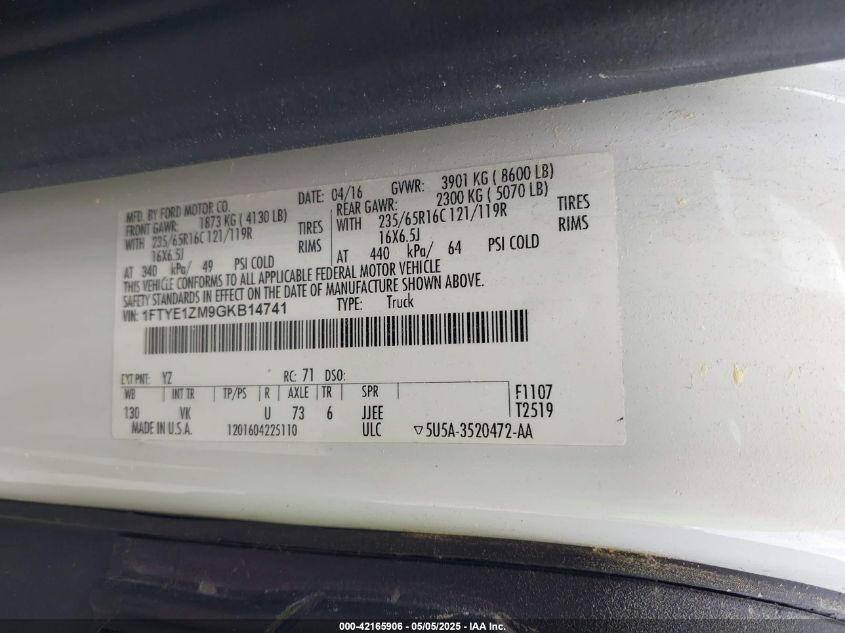 MFD. BY FORD MOTOR CO. DATE: 04/16 GVWR: 3901 KG ( 8600 LB)
FRONT GAWR: 1873 KG ( 4130 LB) REAR GAWR: 2300 KG ( 5070 LB)
WITH 235/65R16C 121/119R TIRES WITH 235/65R16C 121/119R TIRES
16X6.5J RIMS 16X6.5J RIMS
AT 340 kPa/ 49 PSI COLD AT 440 kPa/ 64 PSI COLD
THIS VEHICLE CONFORMS TO ALL APPLICABLE FEDERAL MOTOR VEHICLE
SAFETY STANDARDS IN EFFECT ON THE DATE OF MANUFACTURE SHOWN ABOVE.
VIN: 1FTYE1ZM9GKB14741 TYPE: Truck
EXT PNT: YZ RC: 71 DSO:
WB INT TR TP/PS R AXLE TR SPR F1107
130 VK U 73 6 JJEE T2519
MADE IN U.S.A. 1201604225110 ULC ▽5U5A-3520472-AA
000-42165906 - 05/05/2025 - IAA Inc.